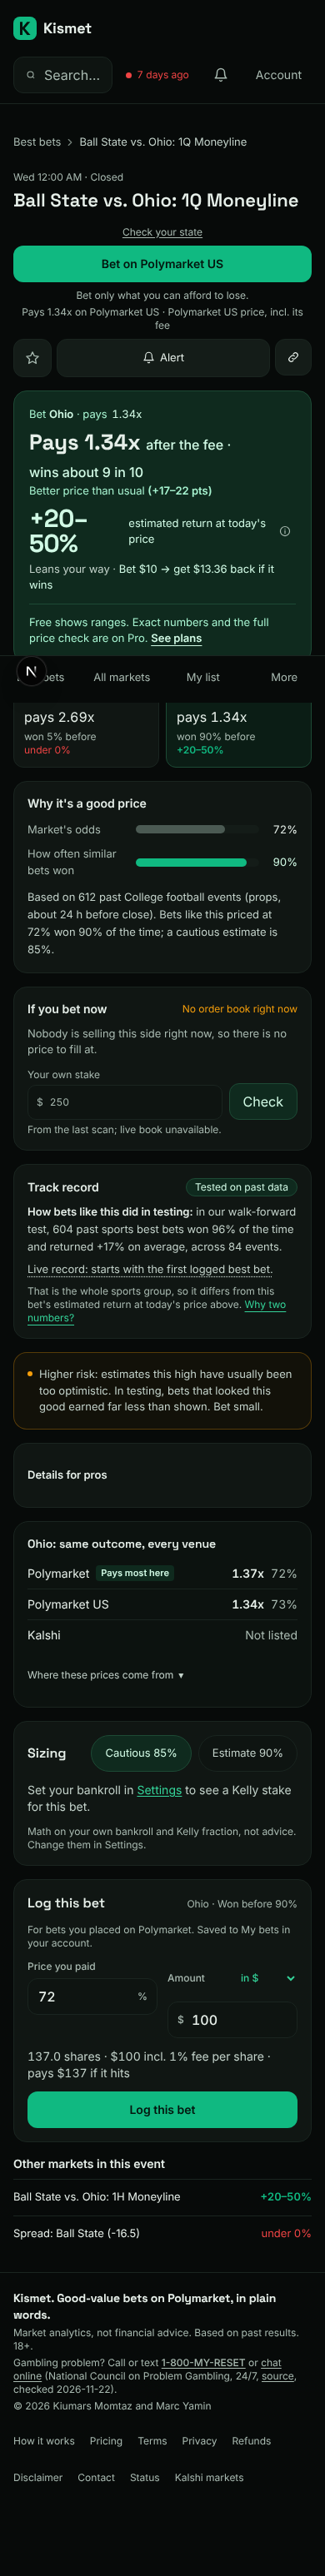 Kismet
Search...
7 days ago
Account
Best bets > Ball State vs. Ohio: 1Q Moneyline
Wed 12:00 AM · Closed
Ball State vs. Ohio: 1Q Moneyline
Check your state
Bet on Polymarket US
Bet only what you can afford to lose.
Pays 1.34x on Polymarket US · Polymarket US price, incl. its
fee
Alert
Bet Ohio · pays 1.34x
Pays 1.34x after the fee ·
wins about 9 in 10
Better price than usual (+17–22 pts)
+20–
50%
estimated return at today's
price
Leans your way · Bet $10 → get $13.36 back if it
wins
Free shows ranges. Exact numbers and the full
price check are on Pro. See plans
N
All markets
My list
More
pays 2.69x
won 5% before
under 0%
pays 1.34x
won 90% before
+20–50%
Why it's a good price
Market's odds
72%
How often similar
bets won
90%
Based on 612 past College football events (props,
about 24 h before close). Bets like this priced at
72% won 90% of the time; a cautious estimate is
85%.
If you bet now
No order book right now
Nobody is selling this side right now, so there is no
price to fill at.
Your own stake
$ 250
Check
From the last scan; live book unavailable.
Track record
Tested on past data
How bets like this did in testing: in our walk-forward
test, 604 past sports best bets won 96% of the time
and returned +17% on average, across 84 events.
Live record: starts with the first logged best bet.
That is the whole sports group, so it differs from this
bet's estimated return at today's price above. Why two
numbers?
Higher risk: estimates this high have usually been
too optimistic. In testing, bets that looked this
good earned far less than shown. Bet small.
Details for pros
Ohio: same outcome, every venue
Polymarket Pays most here 1.37x 72%
Polymarket US 1.34x 73%
Kalshi Not listed
Where these prices come from ▾
Sizing
Cautious 85%
Estimate 90%
Set your bankroll in Settings to see a Kelly stake
for this bet.
Math on your own bankroll and Kelly fraction, not advice.
Change them in Settings.
Log this bet
Ohio · Won before 90%
For bets you placed on Polymarket. Saved to My bets in
your account.
Price you paid
72 %
Amount
in $
$ 100
137.0 shares · $100 incl. 1% fee per share ·
pays $137 if it hits
Log this bet
Other markets in this event
Ball State vs. Ohio: 1H Moneyline
+20–50%
Spread: Ball State (-16.5)
under 0%
Kismet. Good-value bets on Polymarket, in plain
words.
Market analytics, not financial advice. Based on past results.
18+.
Gambling problem? Call or text 1-800-MY-RESET or chat
online (National Council on Problem Gambling, 24/7, source,
checked 2026-11-22).
© 2026 Kiumars Momtaz and Marc Yamin
How it works
Pricing
Terms
Privacy
Refunds
Disclaimer
Contact
Status
Kalshi markets